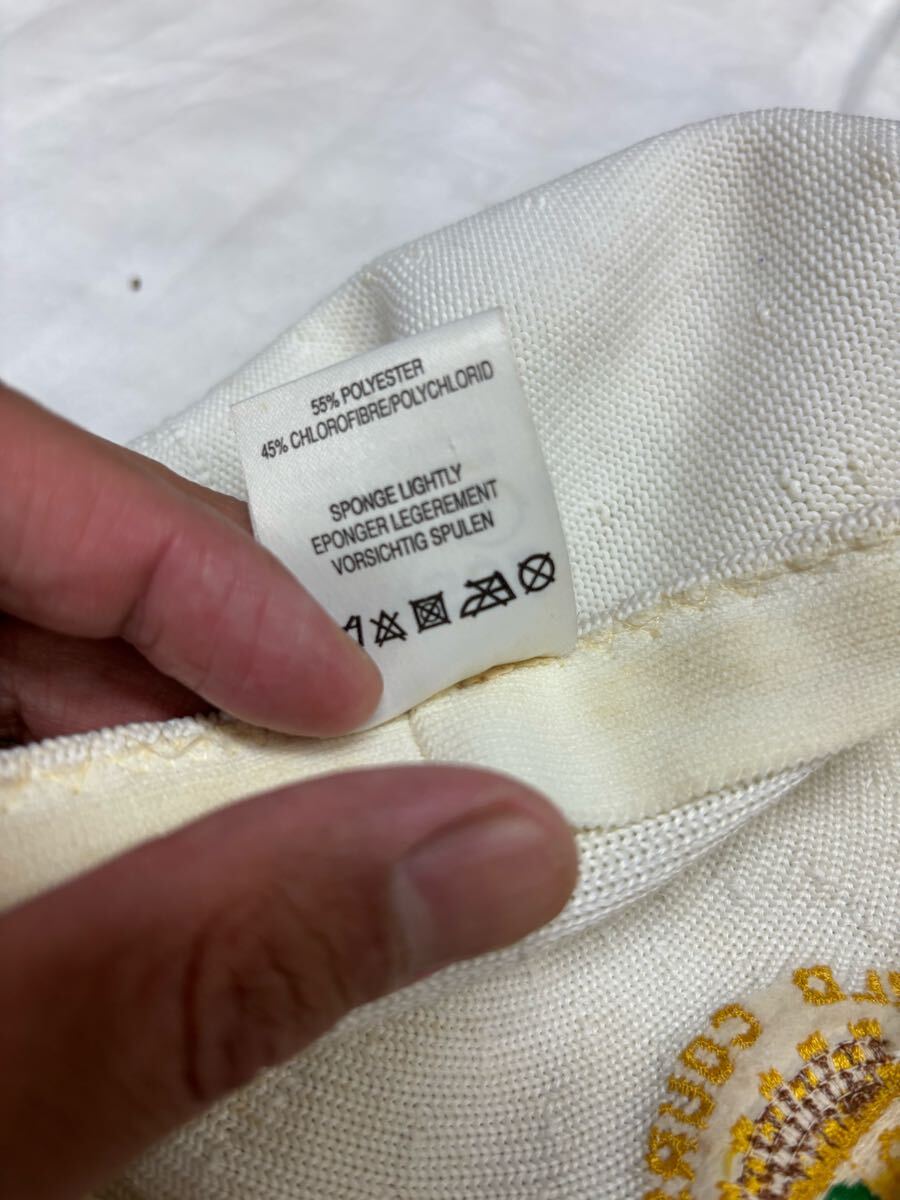 55% POLYESTER
45% CHLOROFIBRE/POLYCHLORID
SPONGE LIGHTLY
EPONGER LEGEREMENT
VORSICHTIG SPULEN